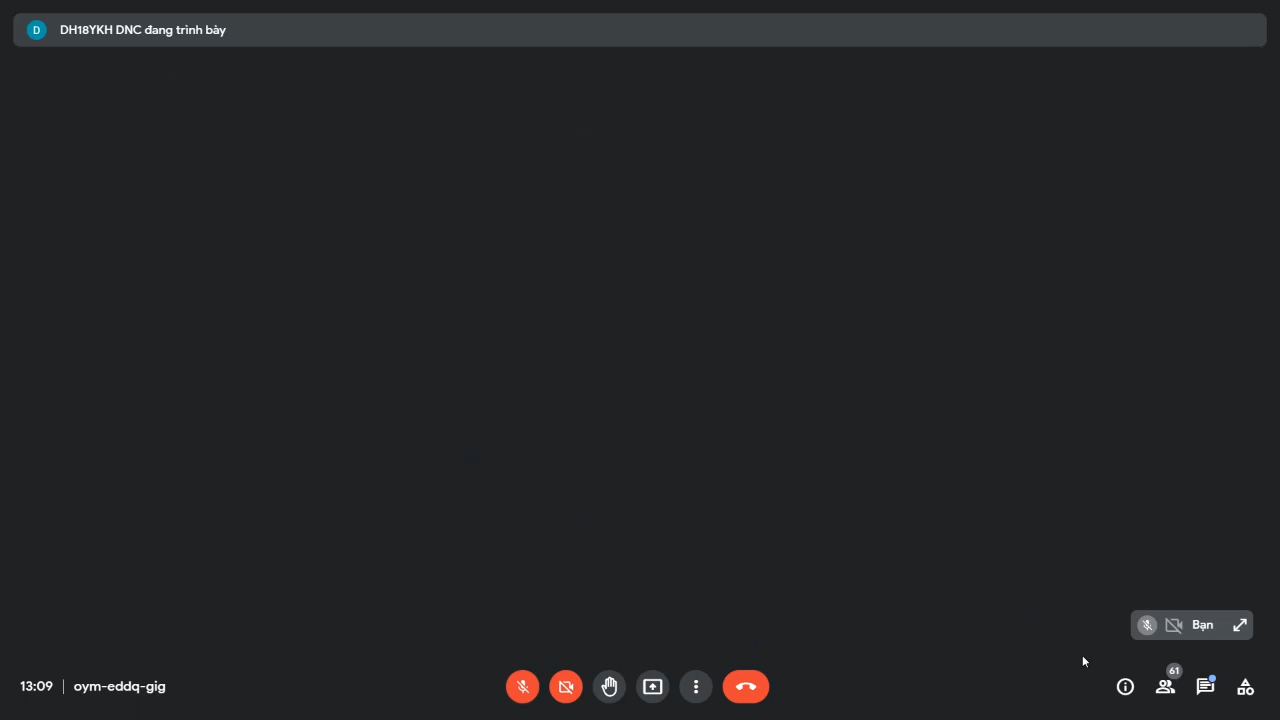 D DH18YKH DNC đang trình bày
Bạn
61
13:09 | oym-eddq-gig